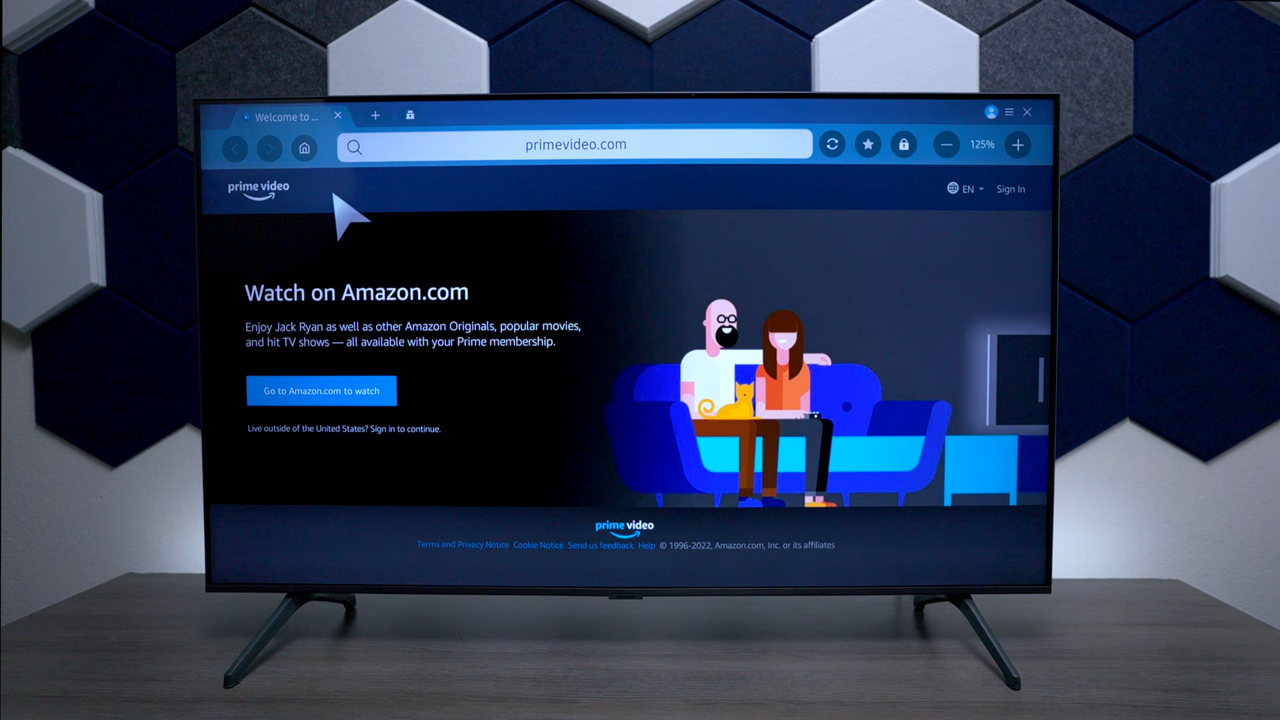 Welcome to ...
primevideo.com
125%
prime video
EN
Sign In
Watch on Amazon.com
Enjoy Jack Ryan as well as other Amazon Originals, popular movies,
and hit TV shows — all available with your Prime membership.
Go to Amazon.com to watch
Live outside of the United States? Sign in to continue.
prime video
Terms and Privacy Notice Cookie Notice Send us feedback Help © 1996-2022, Amazon.com, Inc. or its affiliates